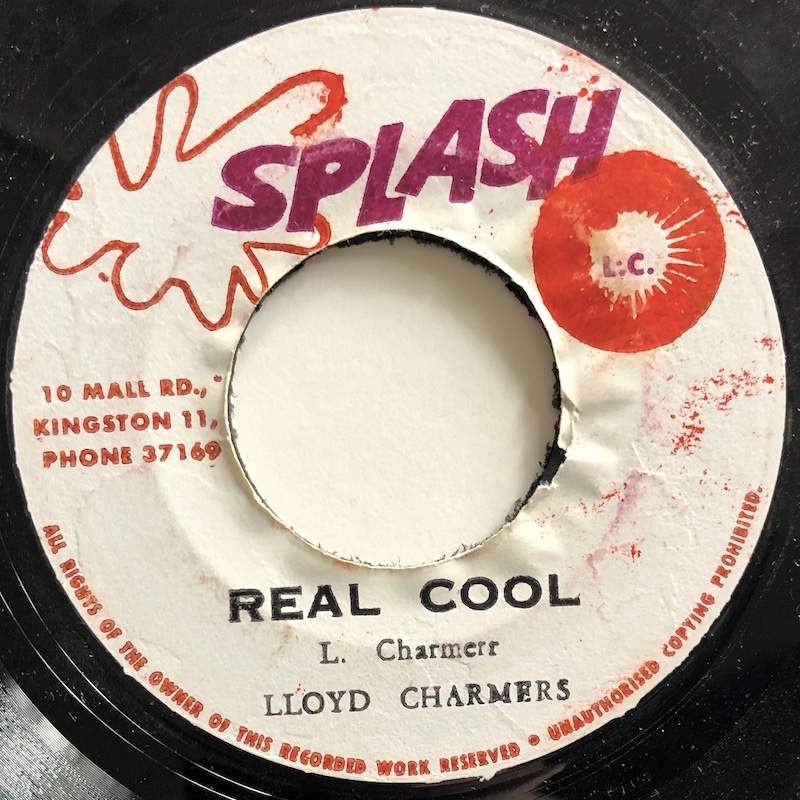 SPLASH
L.C.
10 MALL RD.,
KINGSTON 11,
PHONE 37169
REAL COOL
L. Charmerr
LLOYD CHARMERS
ALL RIGHTS OF THE OWNER OF THIS RECORDED WORK RESERVED • UNAUTHORISED COPYING PROHIBITED.